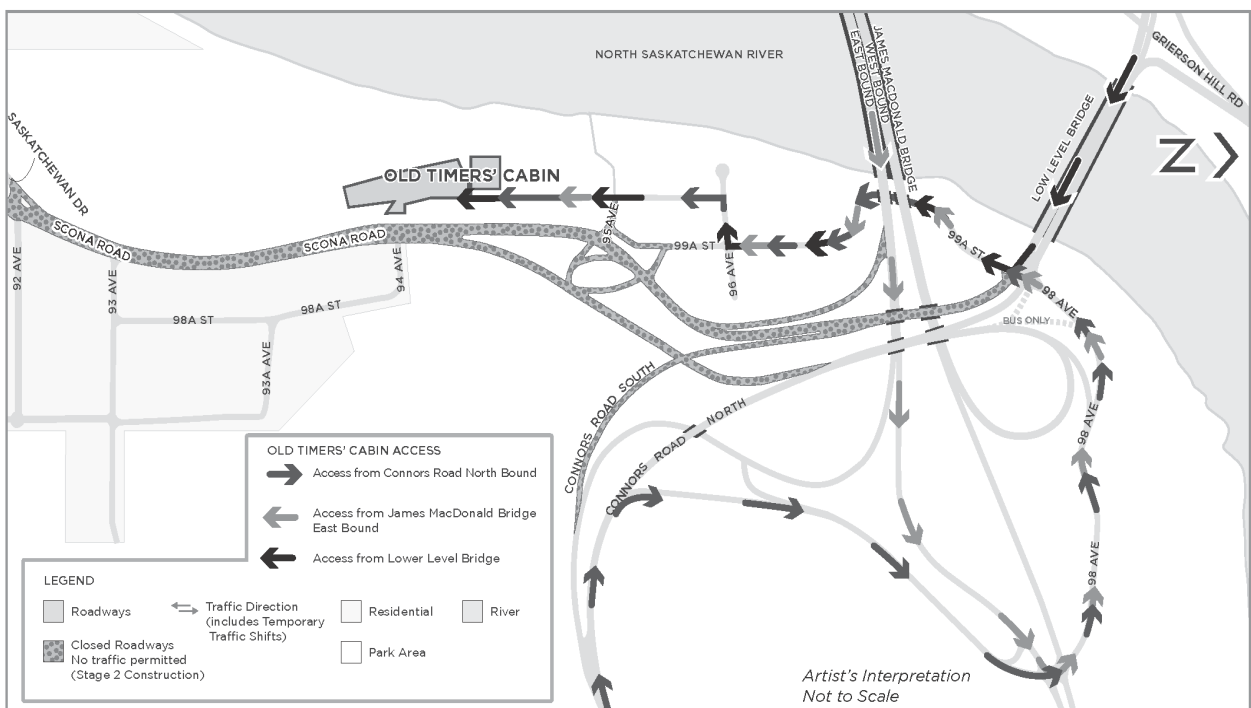 NORTH SASKATCHEWAN RIVER
JAMES MACDONALD BRIDGE
WEST BOUND
EAST BOUND
GRIERSON HILL RD
LOW LEVEL BRIDGE
Z
SASKATCHEWAN DR
OLD TIMERS' CABIN
SCONA ROAD
SCONA ROAD
95 AVE
99A ST
96 AVE
99A ST
98 AVE
BUS ONLY
92 AVE
93 AVE
94 AVE
98A ST
98A ST
93A AVE
CONNORS ROAD SOUTH
CONNORS ROAD NORTH
98 AVE
98 AVE
OLD TIMERS' CABIN ACCESS
Access from Connors Road North Bound
Access from James MacDonald Bridge
East Bound
Access from Lower Level Bridge
LEGEND
Roadways
Traffic Direction
(includes Temporary
Traffic Shifts)
Residential
River
Closed Roadways
No traffic permitted
(Stage 2 Construction)
Park Area
Artist's Interpretation
Not to Scale